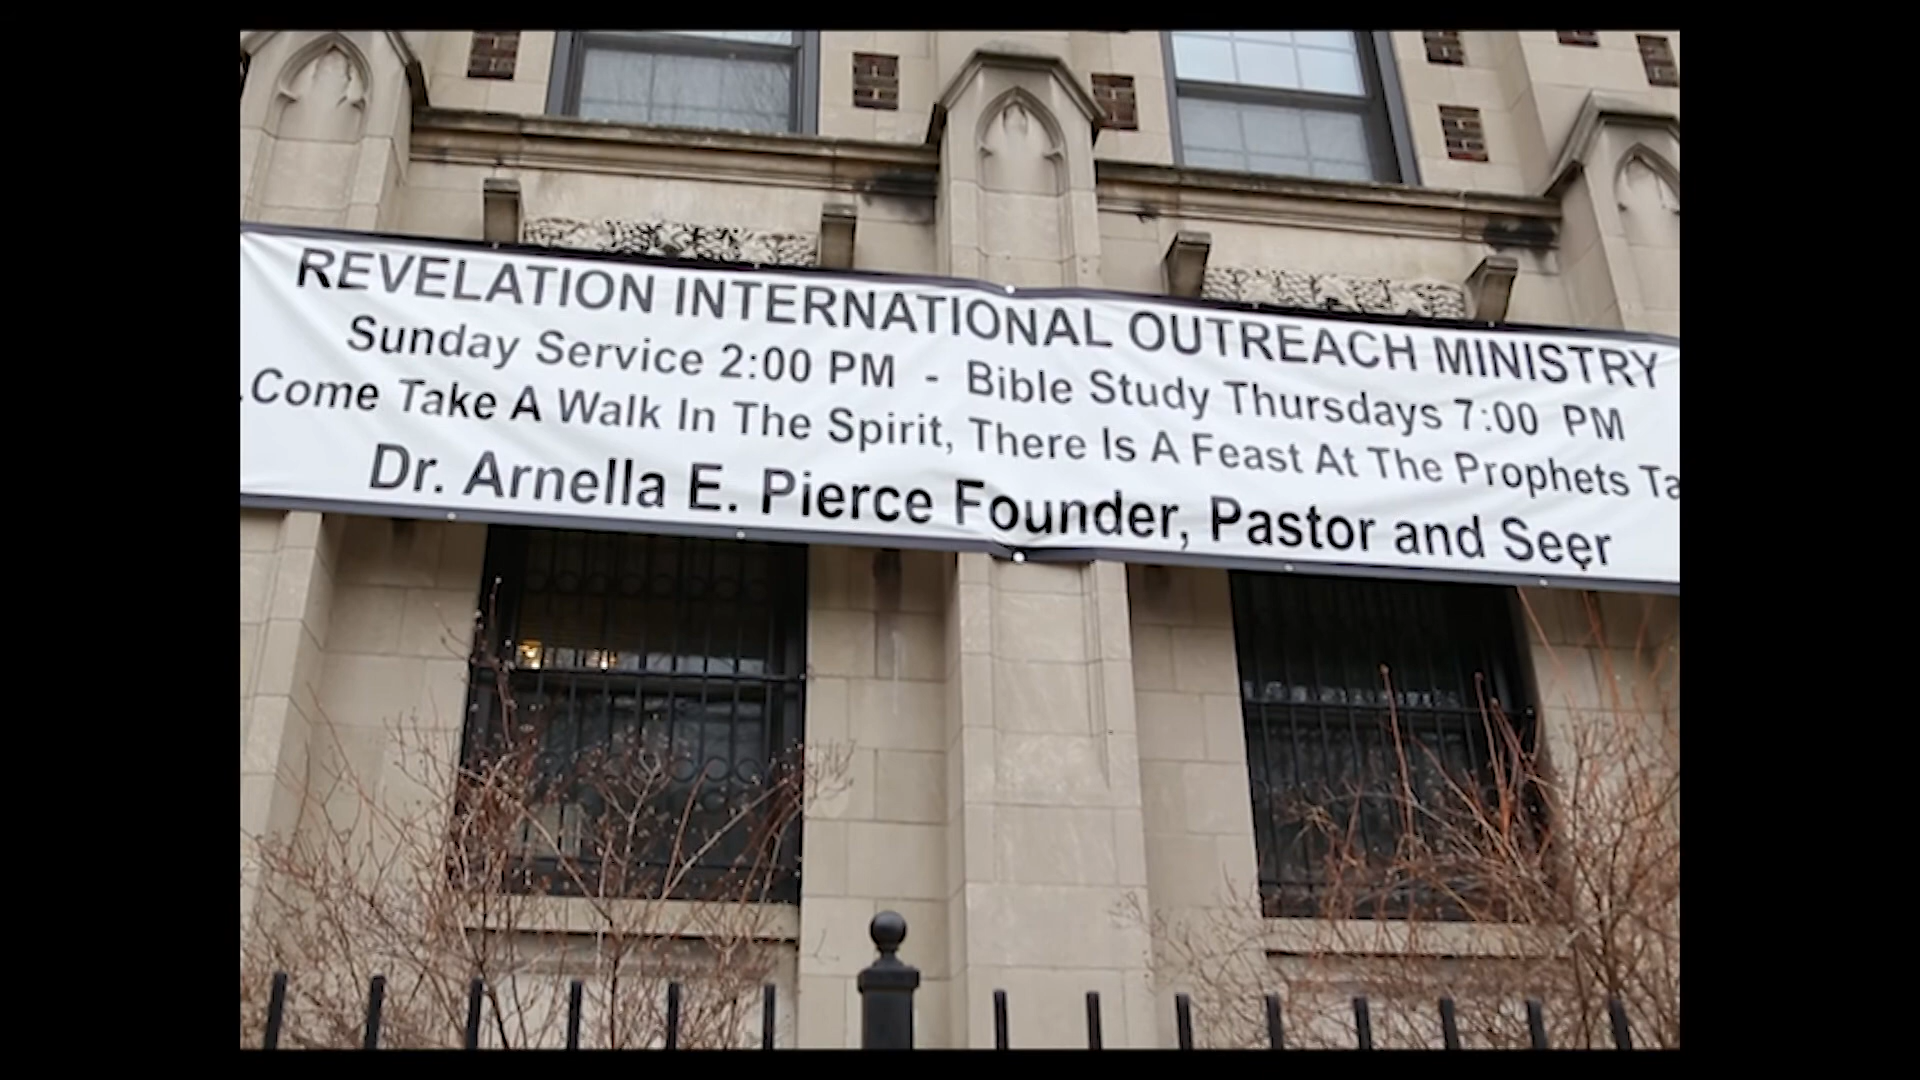 REVELATION INTERNATIONAL OUTREACH MINISTRY
Sunday Service 2:00 PM - Bible Study Thursdays 7:00 PM
.Come Take A Walk In The Spirit, There Is A Feast At The Prophets Ta
Dr. Arnella E. Pierce Founder, Pastor and Seer